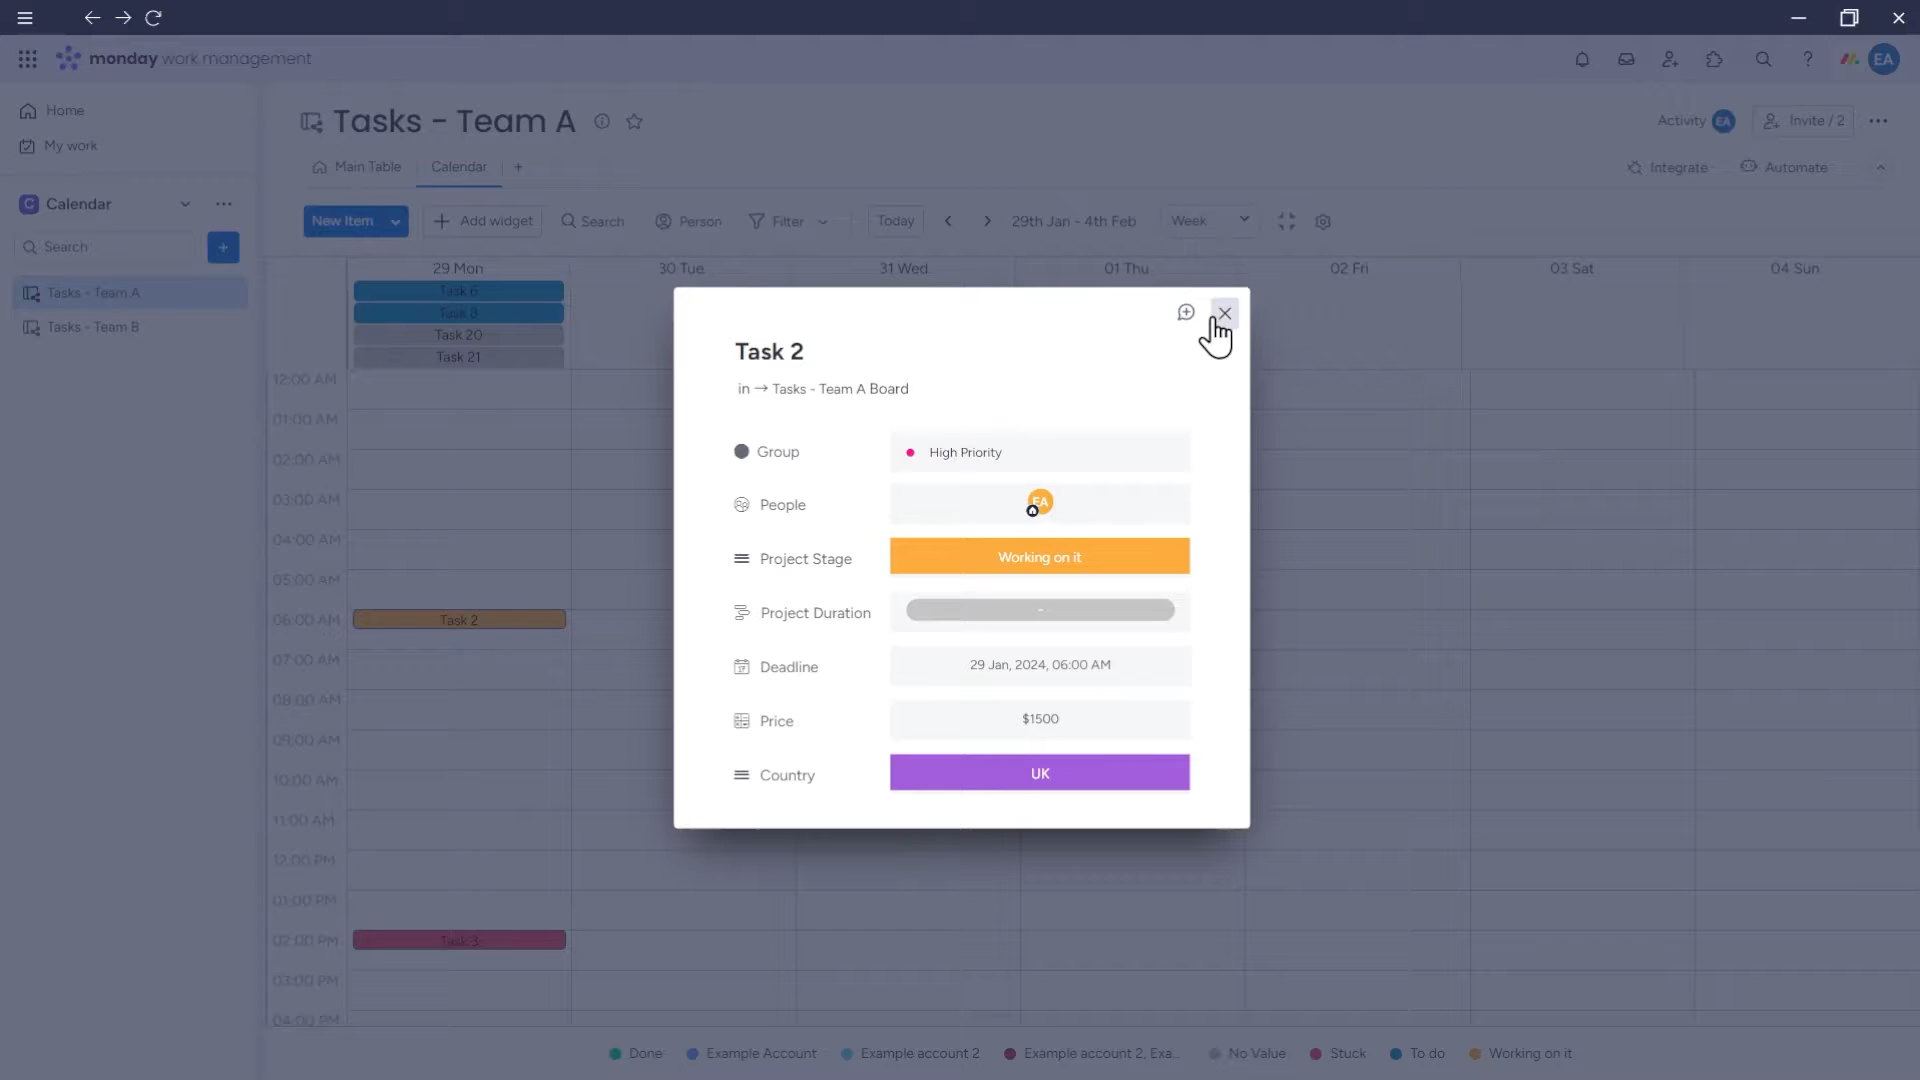 monday work management
EA
Home
My work
C Calendar
Search
Tasks - Team A
Tasks - Team B
Tasks - Team A
Activity EA
Invite / 2
Main Table
Calendar
+
Integrate
Automate
New Item
Add widget
Search
Person
Filter
Today
29th Jan - 4th Feb
Week
29 Mon
30 Tue
31 Wed
01 Thu
02 Fri
03 Sat
04 Sun
Task 6
Task 8
Task 20
Task 21
12:00 AM
01:00 AM
02:00 AM
03:00 AM
04:00 AM
05:00 AM
06:00 AM
Task 2
07:00 AM
08:00 AM
09:00 AM
10:00 AM
11:00 AM
12:00 PM
01:00 PM
02:00 PM
Task 3
03:00 PM
04:00 PM
Task 2
in → Tasks - Team A Board
Group
High Priority
People
EA
Project Stage
Working on it
Project Duration
-
Deadline
29 Jan, 2024, 06:00 AM
Price
$1500
Country
UK
Done
Example Account
Example account 2
Example account 2, Exa...
No Value
Stuck
To do
Working on it